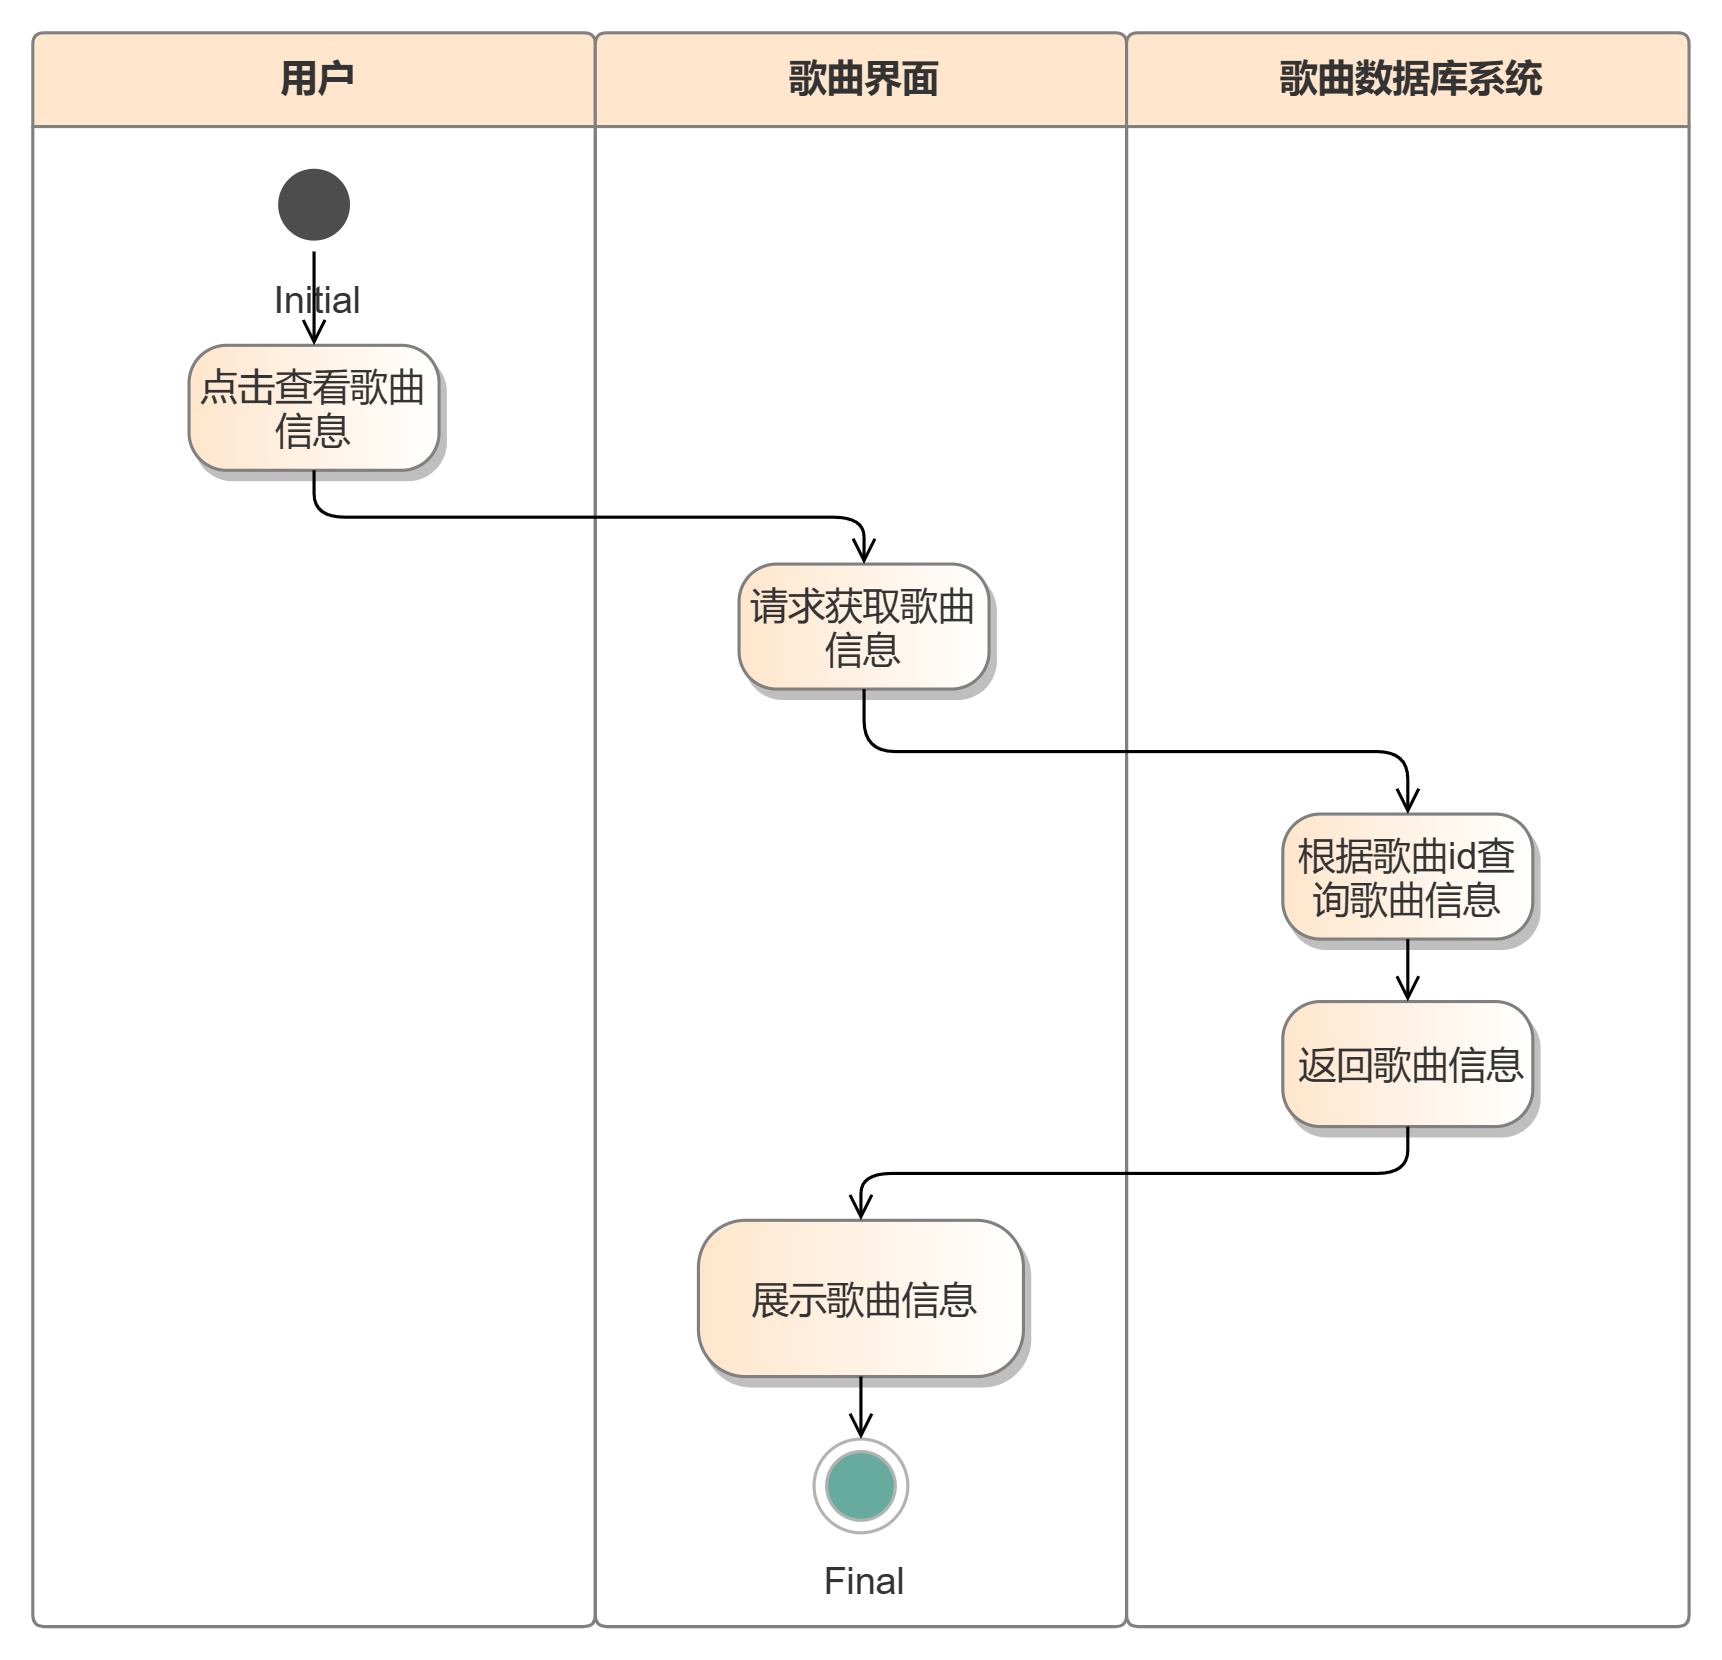 用户
歌曲界面
歌曲数据库系统
Initial
点击查看歌曲
信息
请求获取歌曲
信息
根据歌曲id查
询歌曲信息
返回歌曲信息
展示歌曲信息
Final